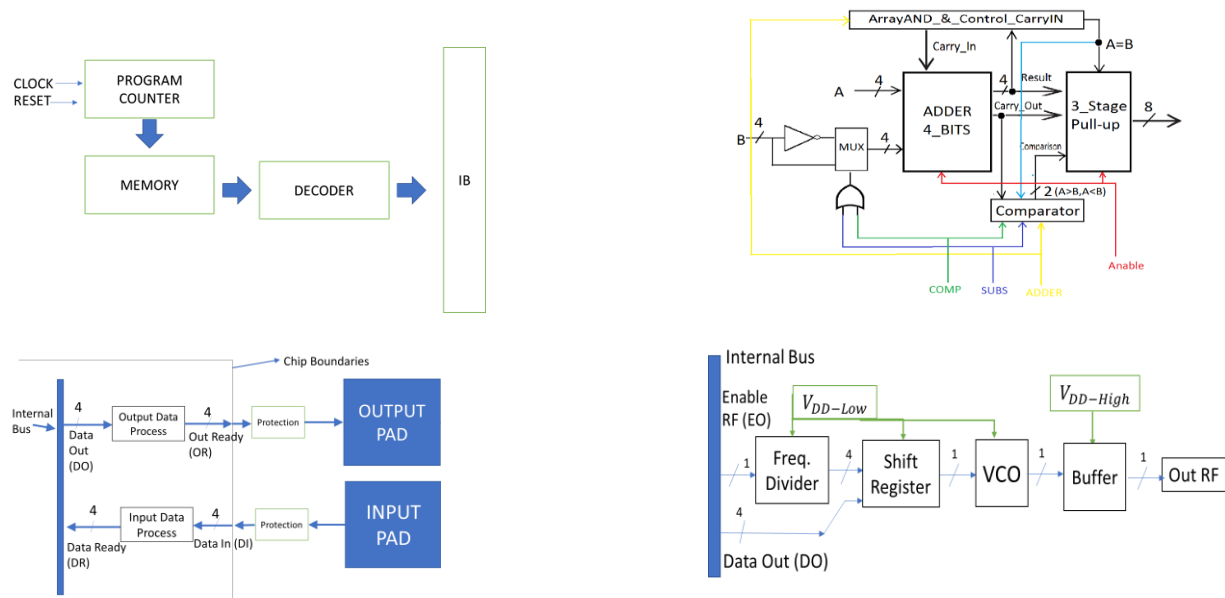 CLOCK
RESET
PROGRAM
COUNTER
MEMORY
DECODER
IB
ArrayAND_&_Control_CarryIN
Carry_In
A=B
A
4
ADDER
4_BITS
4
Result
Carry_Out
3_Stage
Pull-up
8
B
4
MUX
4
Comparison
2 (A>B,A<B)
Comparator
COMP
SUBS
ADDER
Anable
Chip Boundaries
Internal
Bus
4
Data
Out
(DO)
Output Data
Process
4
Out Ready
(OR)
Protection
OUTPUT
PAD
4
Data Ready
(DR)
Input Data
Process
4
Data In (DI)
Protection
INPUT
PAD
Internal Bus
Enable
RF (EO)
V_DD−Low
V_DD−High
1
Freq.
Divider
4
Shift
Register
1
VCO
1
Buffer
1
Out RF
4
Data Out (DO)